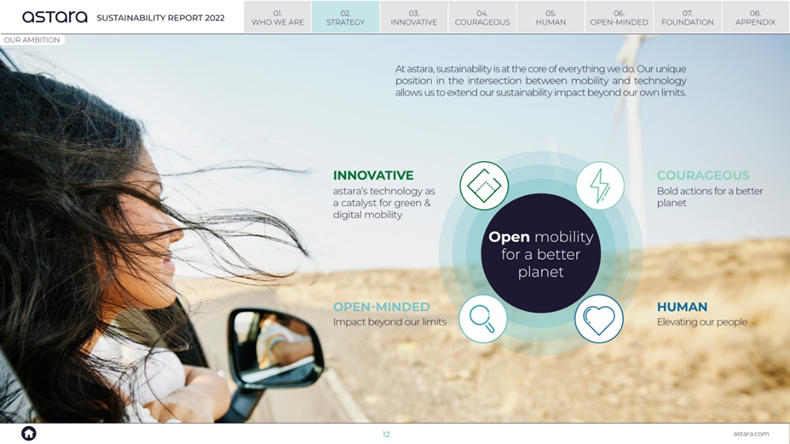 astara SUSTAINABILITY REPORT 2022
01.
WHO WE ARE
02.
STRATEGY
03.
INNOVATIVE
04.
COURAGEOUS
05.
HUMAN
06.
OPEN-MINDED
07.
FOUNDATION
08.
APPENDIX
OUR AMBITION
At astara, sustainability is at the core of everything we do. Our unique
position in the intersection between mobility and technology
allows us to extend our sustainability impact beyond our own limits.
INNOVATIVE
astara's technology as
a catalyst for green &
digital mobility
COURAGEOUS
Bold actions for a better
planet
Open mobility
for a better
planet
OPEN-MINDED
Impact beyond our limits
HUMAN
Elevating our people
12
astara.com